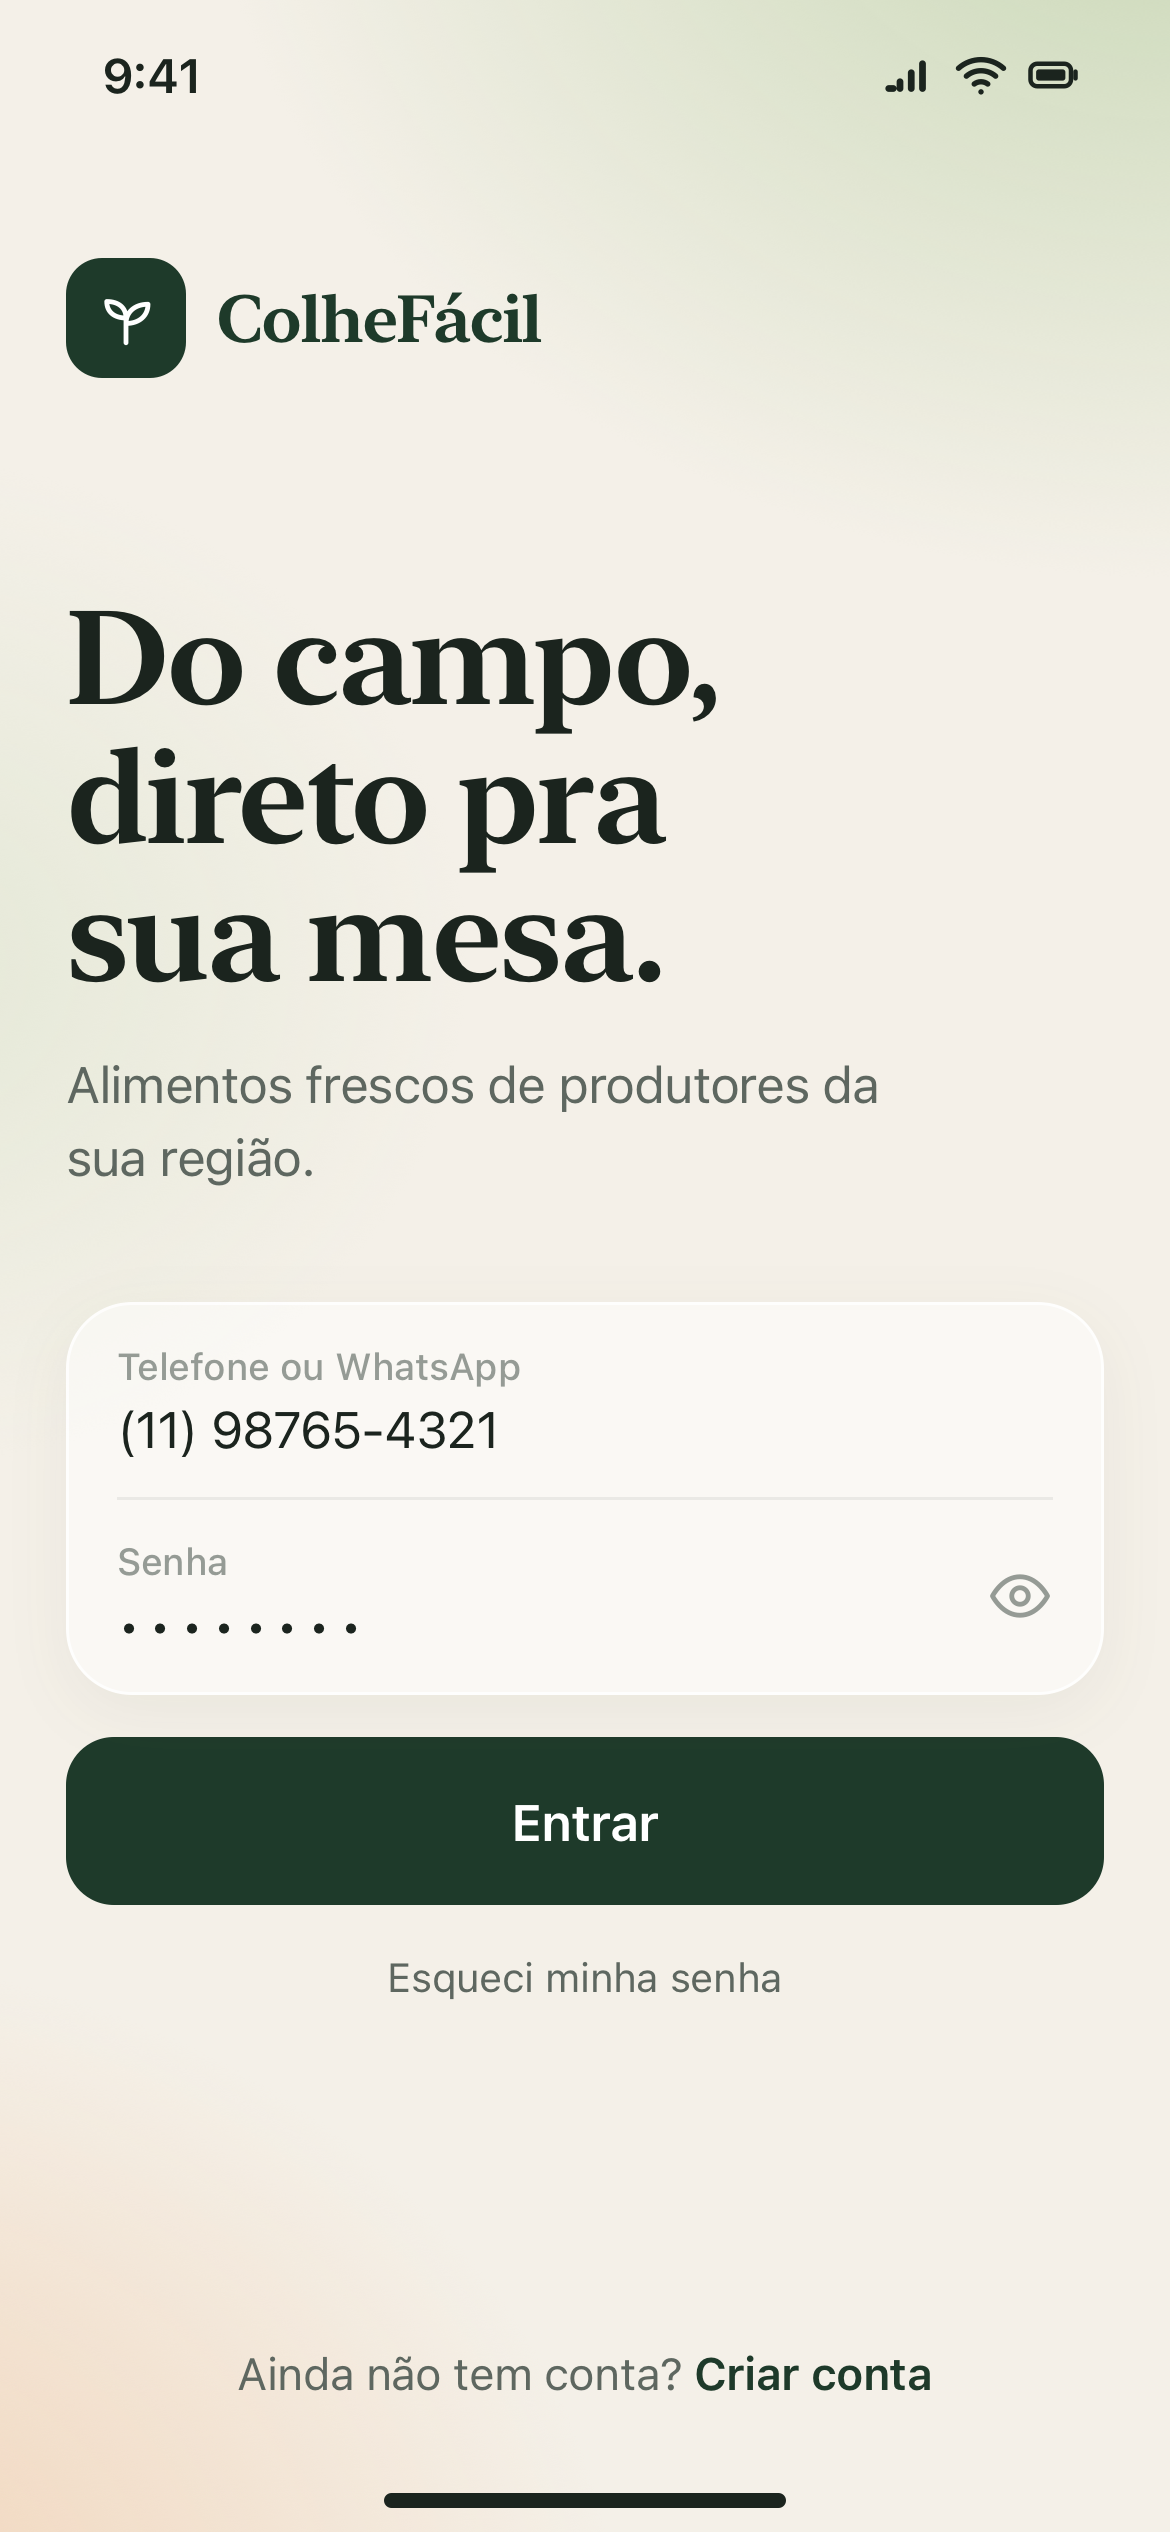 9:41
ColheFácil
Do campo,
direto pra
sua mesa.
Alimentos frescos de produtores da
sua região.
Telefone ou WhatsApp
(11) 98765-4321
Senha
••••••••
Entrar
Esqueci minha senha
Ainda não tem conta? Criar conta